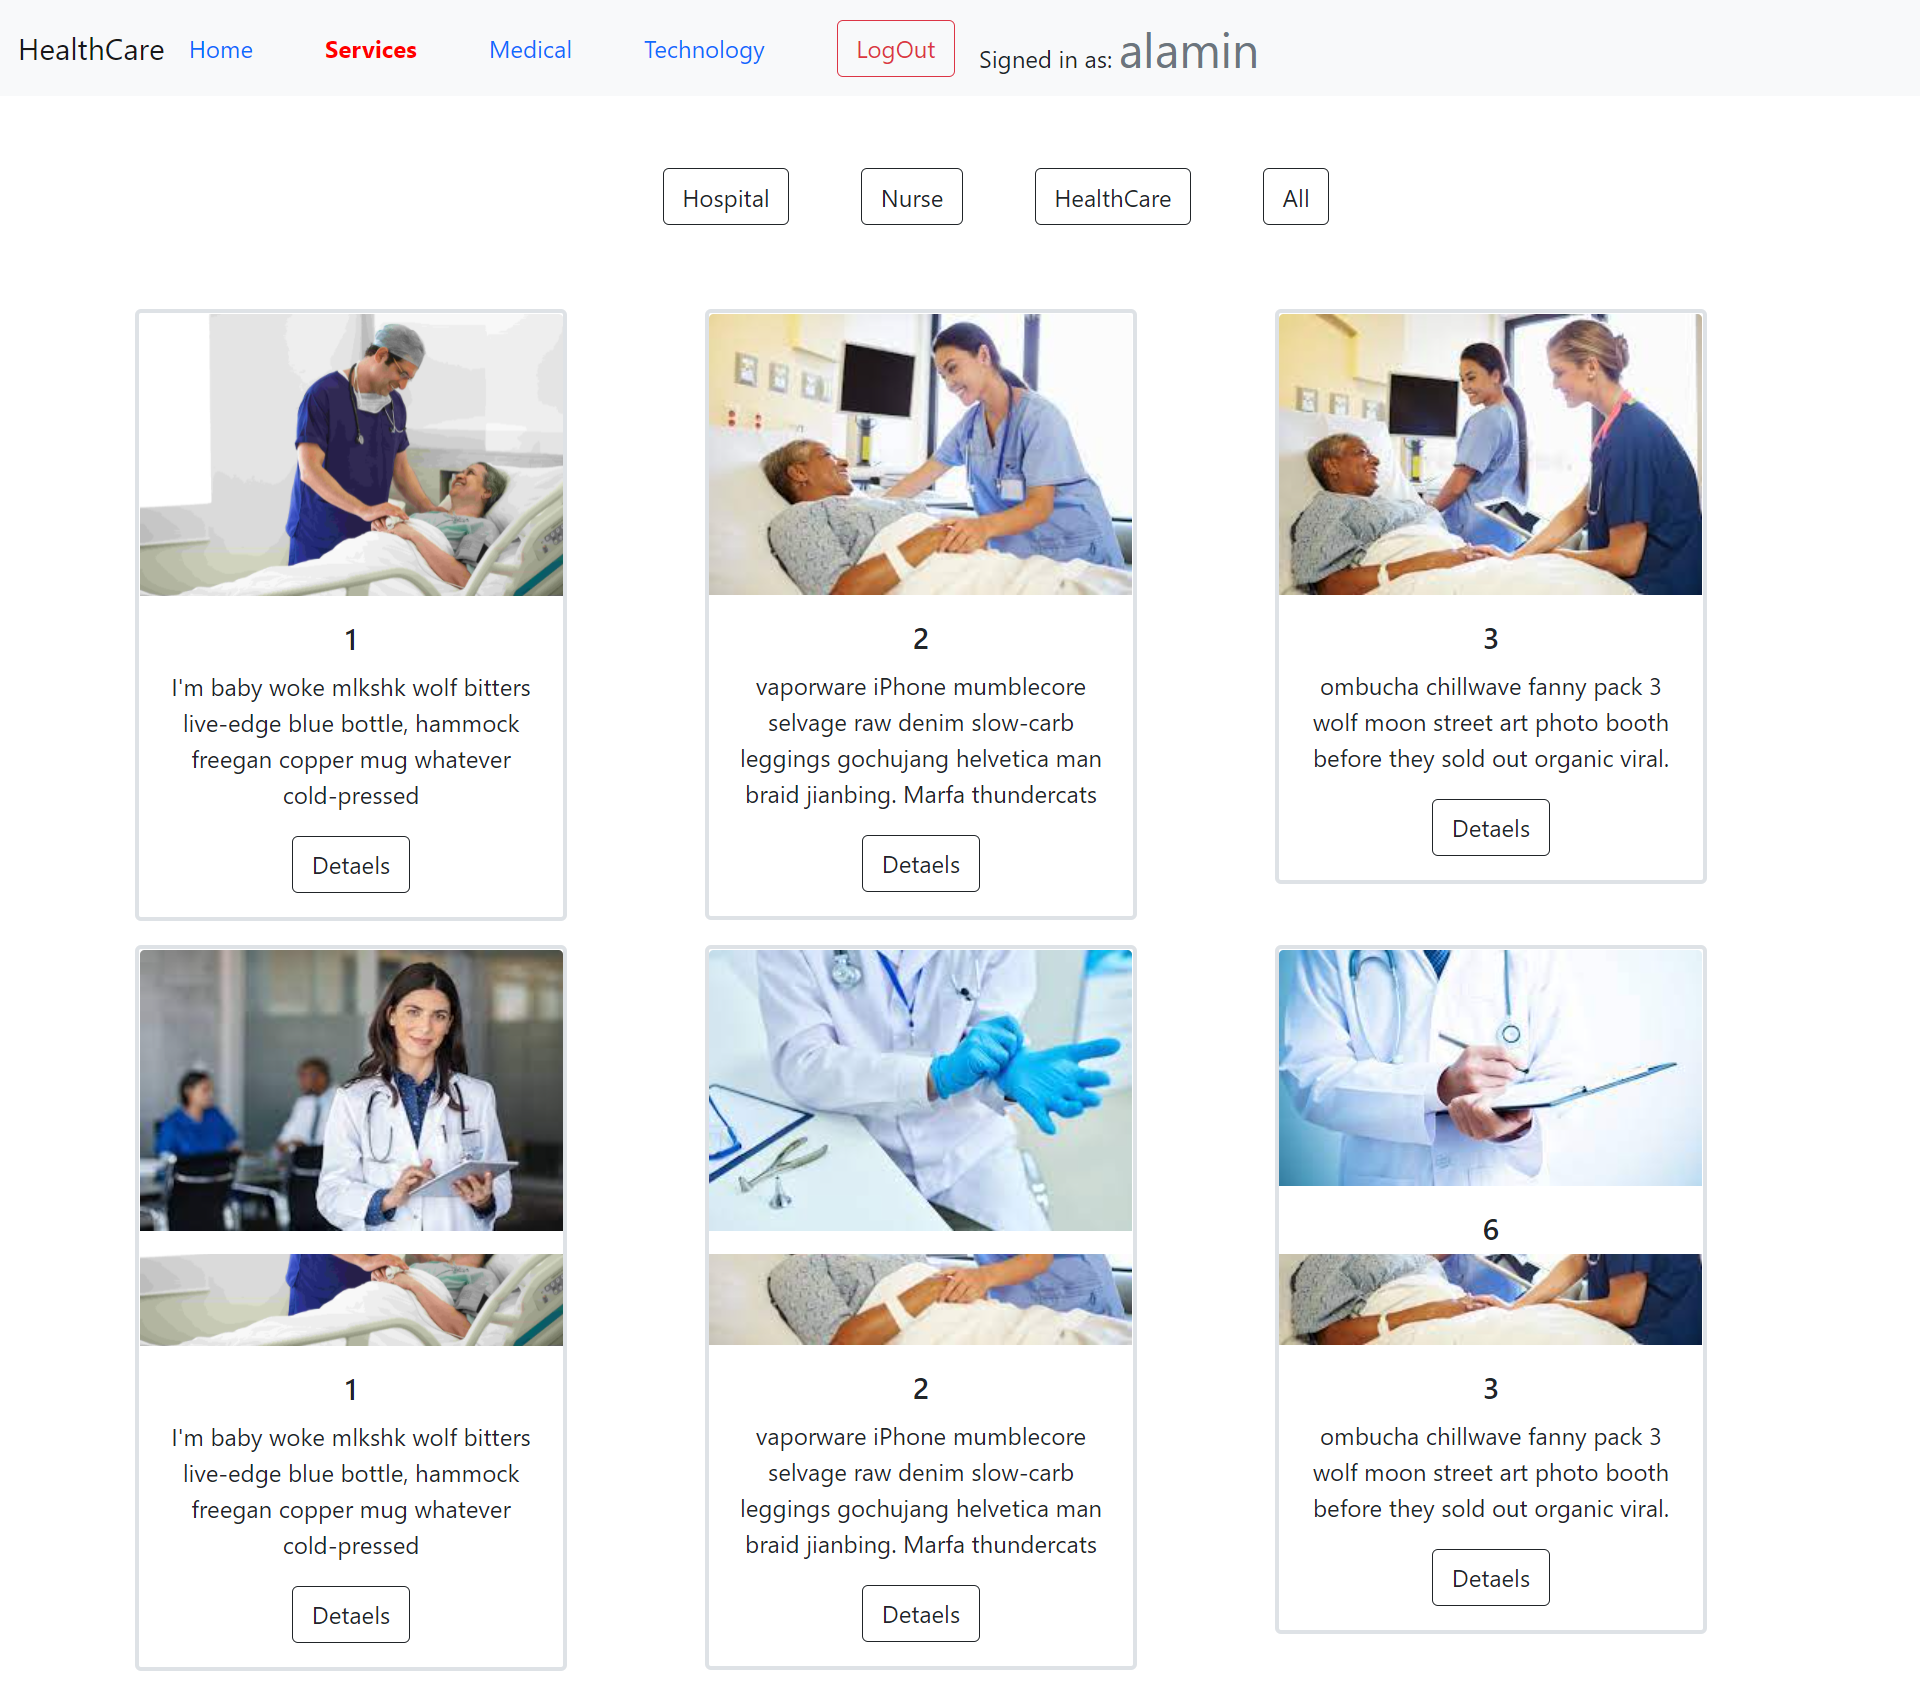 HealthCare Home Services Medical Technology LogOut Signed in as: alamin
Hospital Nurse HealthCare All
1
I'm baby woke mlkshk wolf bitters
live-edge blue bottle, hammock
freegan copper mug whatever
cold-pressed
Detaels
2
vaporware iPhone mumblecore
selvage raw denim slow-carb
leggings gochujang helvetica man
braid jianbing. Marfa thundercats
Detaels
3
ombucha chillwave fanny pack 3
wolf moon street art photo booth
before they sold out organic viral.
Detaels
6
1
I'm baby woke mlkshk wolf bitters
live-edge blue bottle, hammock
freegan copper mug whatever
cold-pressed
Detaels
2
vaporware iPhone mumblecore
selvage raw denim slow-carb
leggings gochujang helvetica man
braid jianbing. Marfa thundercats
Detaels
3
ombucha chillwave fanny pack 3
wolf moon street art photo booth
before they sold out organic viral.
Detaels